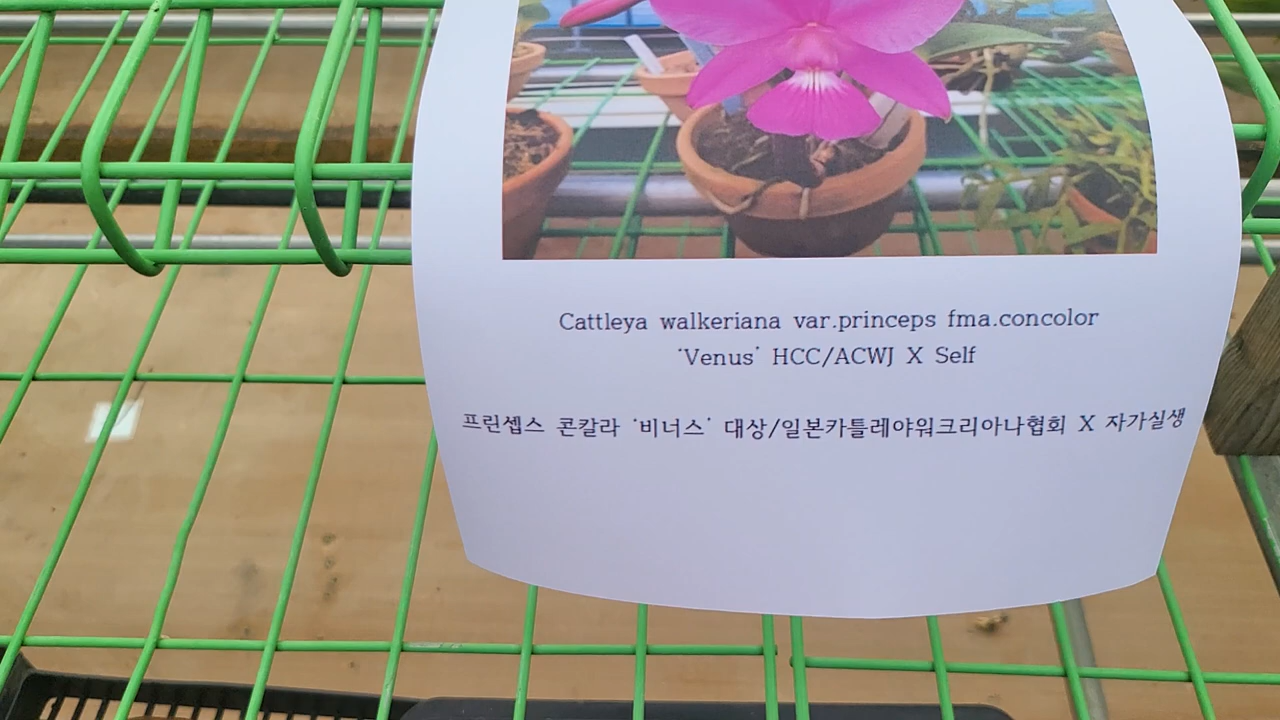 Cattleya walkeriana var.princeps fma.concolor
'Venus' HCC/ACWJ X Self
프린셉스 콘칼라 '비너스' 대상/일본카틀레야워크리아나협회 X 자가실생